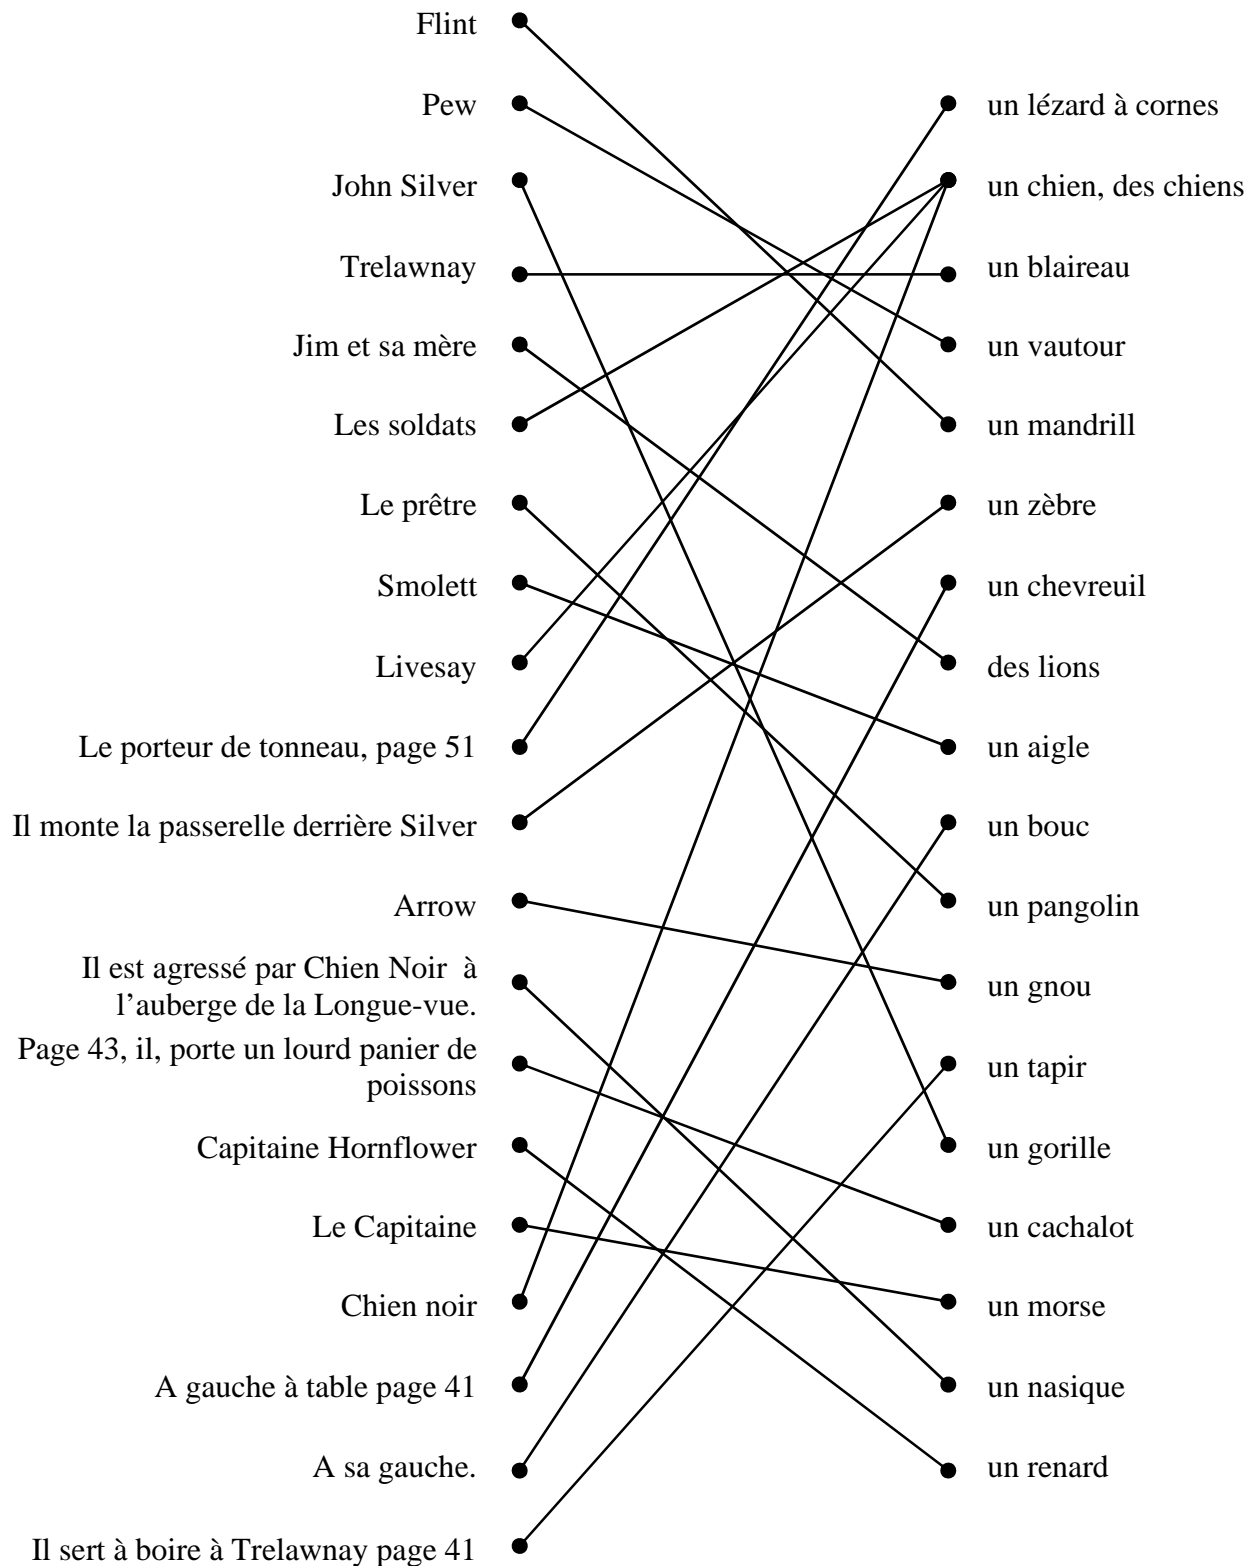 Flint
Pew
un lézard à cornes
John Silver
un chien, des chiens
Trelawnay
un blaireau
Jim et sa mère
un vautour
Les soldats
un mandrill
Le prêtre
un zèbre
Smolett
un chevreuil
Livesay
des lions
Le porteur de tonneau, page 51
un aigle
Il monte la passerelle derrière Silver
un bouc
Arrow
un pangolin
Il est agressé par Chien Noir à
l'auberge de la Longue-vue.
un gnou
Page 43, il, porte un lourd panier de
poissons
un tapir
Capitaine Hornflower
un gorille
Le Capitaine
un cachalot
Chien noir
un morse
A gauche à table page 41
un nasique
A sa gauche.
un renard
Il sert à boire à Trelawnay page 41